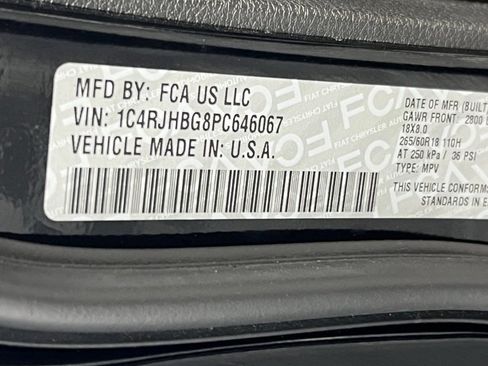 MFD BY: FCA US LLC
VIN: 1C4RJHBG8PC646067
VEHICLE MADE IN: U.S.A.
DATE OF MFR (BUILT)
GAWR FRONT: 2800
18X8.0
265/60R18 110H
AT 250 kPa / 36 PSI
TYPE: MPV
THIS VEHICLE CONFORMS
STANDARDS IN